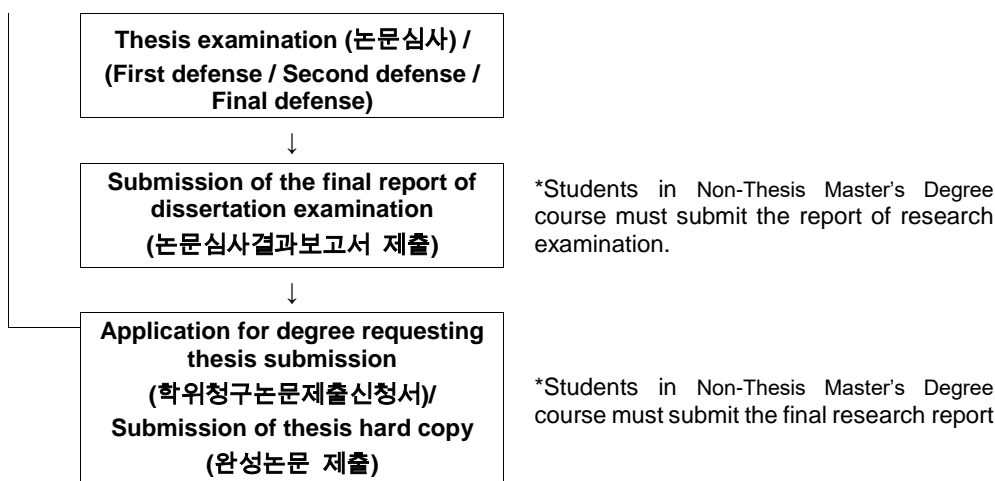 Thesis examination (논문심사) /
(First defense / Second defense /
Final defense)
↓
Submission of the final report of
dissertation examination
(논문심사결과보고서 제출)
*Students in Non-Thesis Master's Degree
course must submit the report of research
examination.
↓
Application for degree requesting
thesis submission
(학위청구논문제출신청서)/
Submission of thesis hard copy
(완성논문 제출)
*Students in Non-Thesis Master's Degree
course must submit the final research report